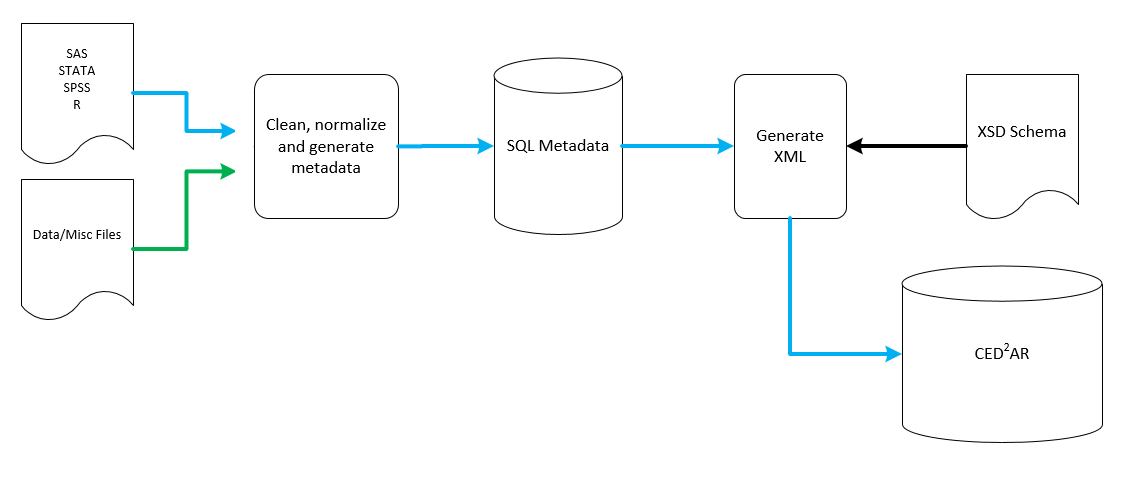 SAS
STATA
SPSS
R
Data/Misc Files
Clean, normalize
and generate
metadata
SQL Metadata
Generate
XML
XSD Schema
CED²AR